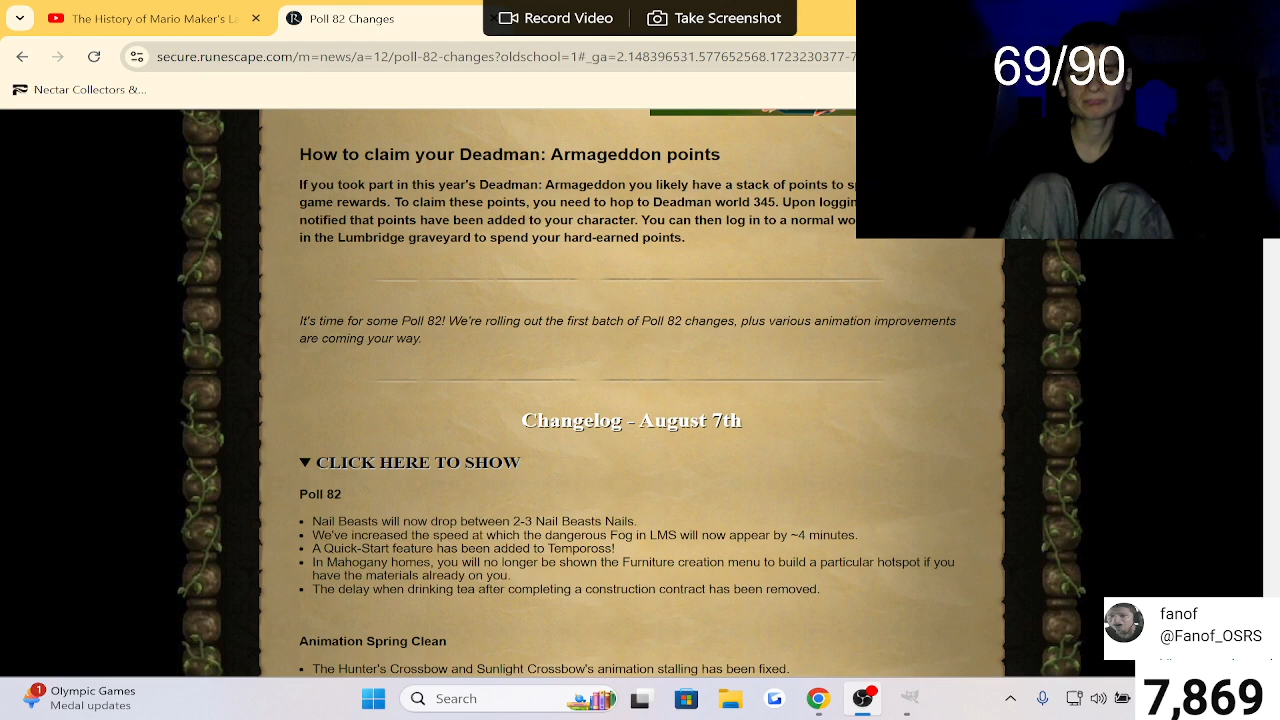 The History of Mario Maker's La
Poll 82 Changes
Record Video
Take Screenshot
secure.runescape.com/m=news/a=12/poll-82-changes?oldschool=1#_ga=2.148396531.577652568.1723230377-7
Nectar Collectors &...
69/90
How to claim your Deadman: Armageddon points
If you took part in this year's Deadman: Armageddon you likely have a stack of points to
game rewards. To claim these points, you need to hop to Deadman world 345. Upon
notified that points have been added to your character. You can then log in to a normal
in the Lumbridge graveyard to spend your hard-earned points.
It's time for some Poll 82! We're rolling out the first batch of Poll 82 changes, plus various animation improvements
are coming your way.
Changelog - August 7th
CLICK HERE TO SHOW
Poll 82
Nail Beasts will now drop between 2-3 Nail Beasts Nails.
We've increased the speed at which the dangerous Fog in LMS will now appear by ~4 minutes.
A Quick-Start feature has been added to Tempoross!
In Mahogany homes, you will no longer be shown the Furniture creation menu to build a particular hotspot if you
have the materials already on you.
The delay when drinking tea after completing a construction contract has been removed.
Animation Spring Clean
The Hunter's Crossbow and Sunlight Crossbow's animation stalling has been fixed.
fanof
@Fanof_OSRS
7,869
1
Olympic Games
Medal updates
Search